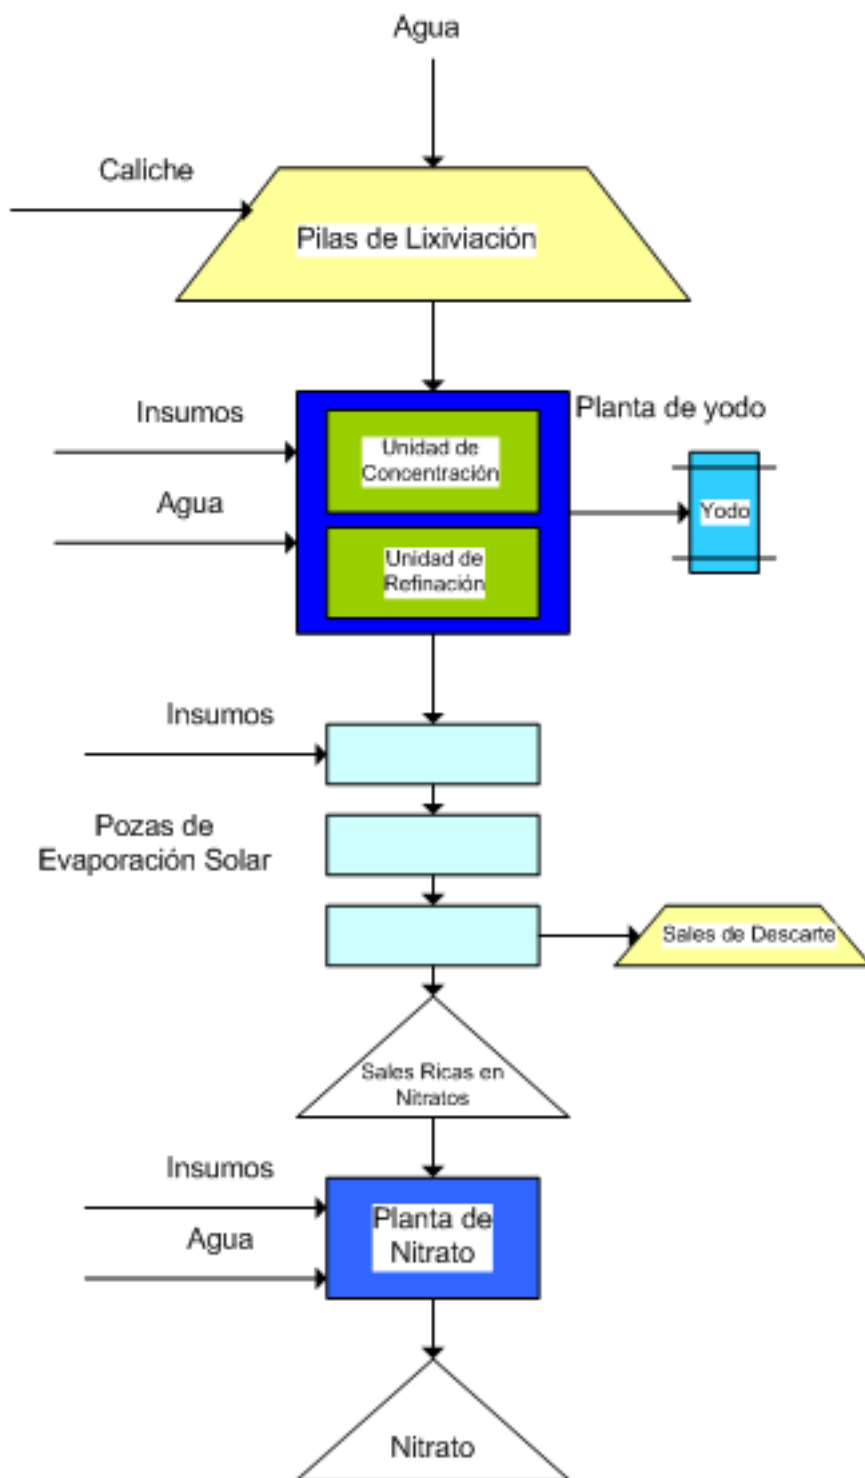 Agua
Caliche
Pilas de Lixiviación
Insumos
Agua
Unidad de
Concentración
Unidad de
Refinación
Planta de yodo
Yodo
Insumos
Pozas de
Evaporación Solar
Sales de Descarte
Sales Ricas en
Nitratos
Insumos
Agua
Planta de
Nitrato
Nitrato